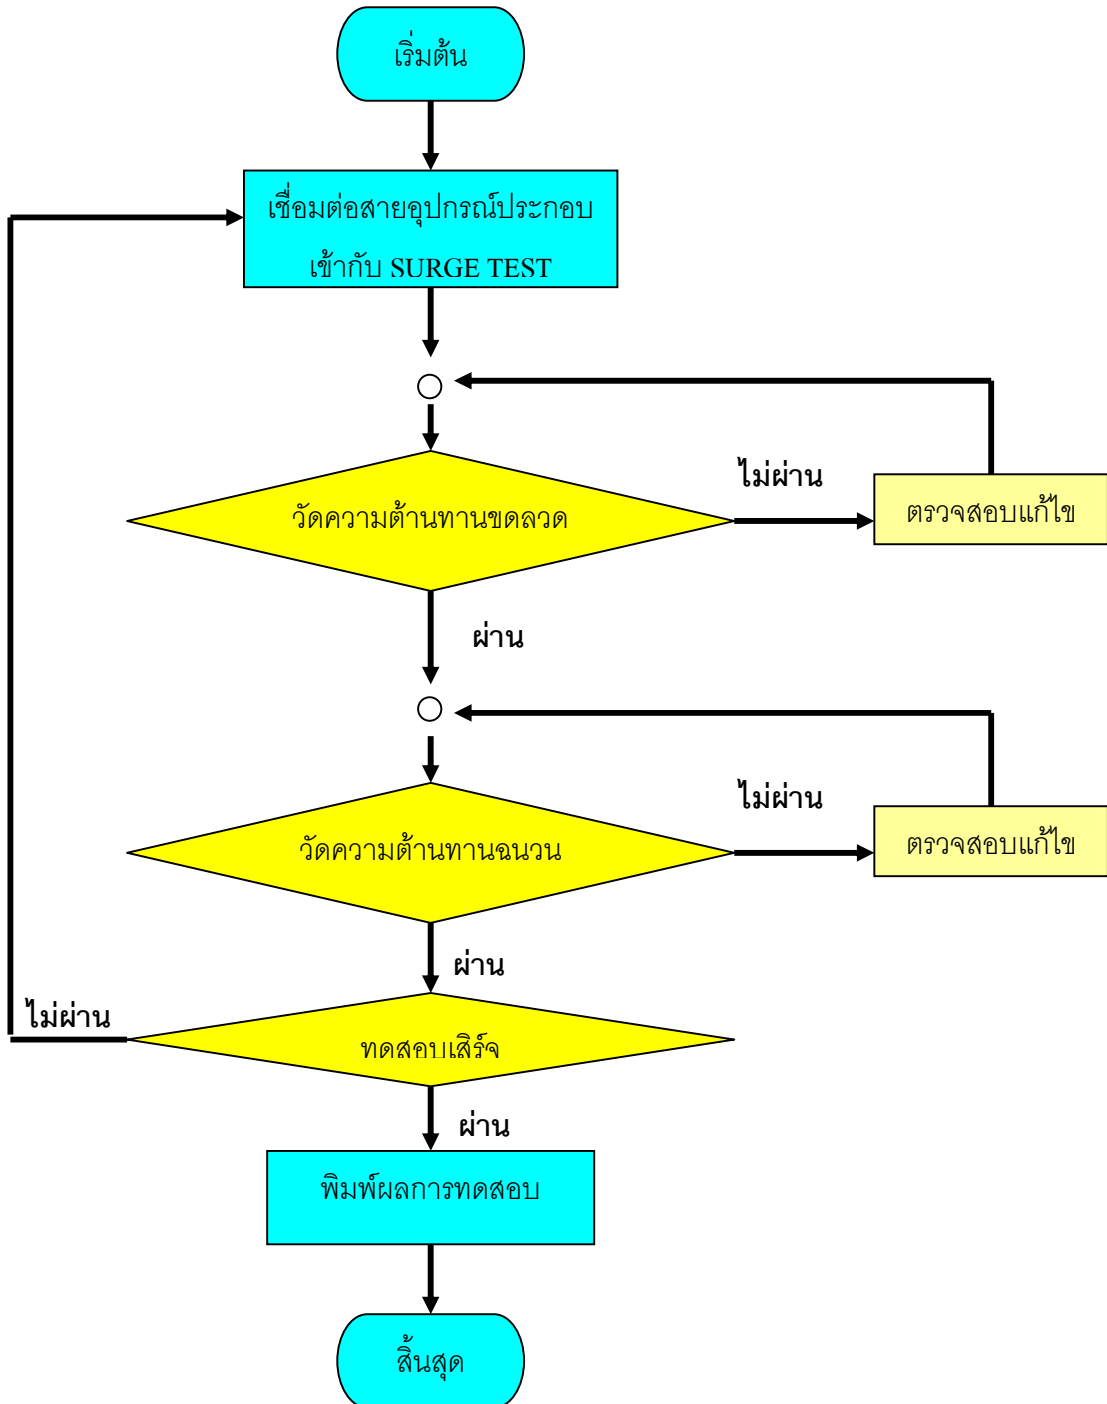 เริ่มต้น
เชื่อมต่อสายอุปกรณ์ประกอบ
เข้ากับ SURGE TEST
วัดความต้านทานขดลวด
ไม่ผ่าน
ตรวจสอบแก้ไข
ผ่าน
วัดความต้านทานฉนวน
ไม่ผ่าน
ตรวจสอบแก้ไข
ผ่าน
ไม่ผ่าน
ทดสอบเสิร์จ
ผ่าน
พิมพ์ผลการทดสอบ
สิ้นสุด